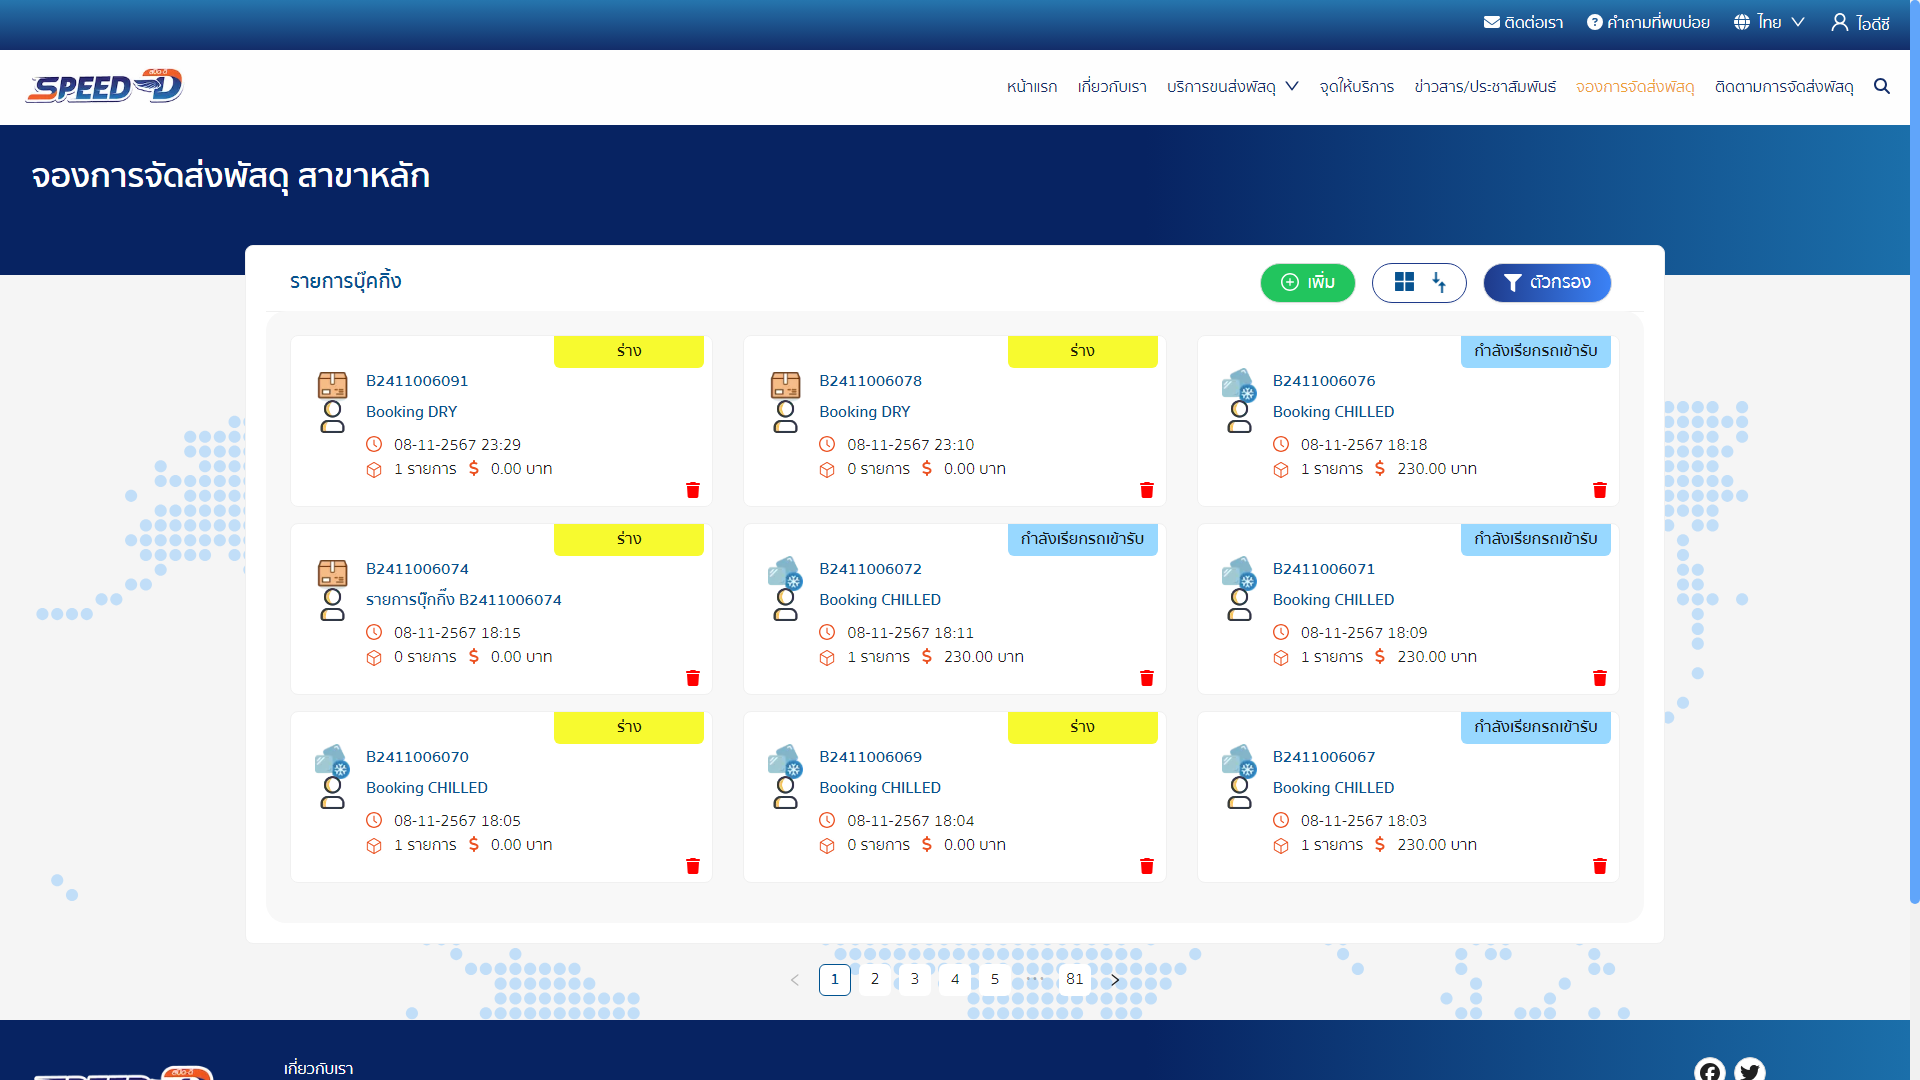 ติดต่อเรา คำถามที่พบบ่อย ไทย ไอดีซี
สปีด-ดี
SPEED-D
หน้าแรก เกี่ยวกับเรา บริการขนส่งพัสดุ จุดให้บริการ ข่าวสาร/ประชาสัมพันธ์ จองการจัดส่งพัสดุ ติดตามการจัดส่งพัสดุ
จองการจัดส่งพัสดุ สาขาหลัก
รายการบุ๊คกิ้ง
เพิ่ม
ตัวกรอง
ร่าง
B2411006091
Booking DRY
08-11-2567 23:29
1 รายการ $ 0.00 บาท
ร่าง
B2411006078
Booking DRY
08-11-2567 23:10
0 รายการ $ 0.00 บาท
กำลังเรียกรถเข้ารับ
B2411006076
Booking CHILLED
08-11-2567 18:18
1 รายการ $ 230.00 บาท
ร่าง
B2411006074
รายการบุ๊กกิ้ง B2411006074
08-11-2567 18:15
0 รายการ $ 0.00 บาท
กำลังเรียกรถเข้ารับ
B2411006072
Booking CHILLED
08-11-2567 18:11
1 รายการ $ 230.00 บาท
กำลังเรียกรถเข้ารับ
B2411006071
Booking CHILLED
08-11-2567 18:09
1 รายการ $ 230.00 บาท
ร่าง
B2411006070
Booking CHILLED
08-11-2567 18:05
1 รายการ $ 0.00 บาท
ร่าง
B2411006069
Booking CHILLED
08-11-2567 18:04
0 รายการ $ 0.00 บาท
กำลังเรียกรถเข้ารับ
B2411006067
Booking CHILLED
08-11-2567 18:03
1 รายการ $ 230.00 บาท
< 1 2 3 4 5 ••• 81 >
เกี่ยวกับเรา
สปีด-ดี